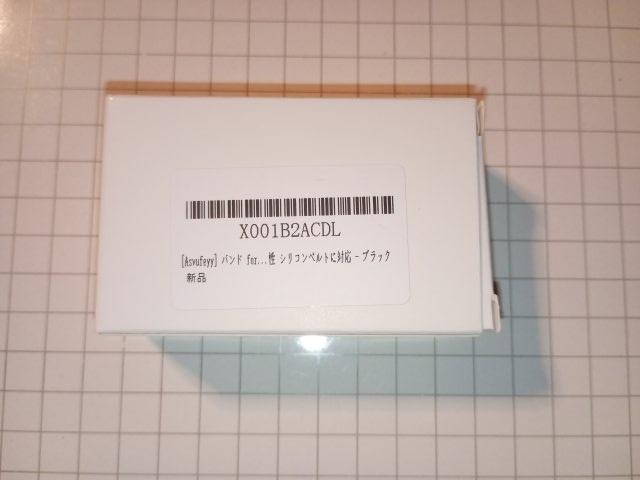 X001B2ACDL
[Asvufeyy] バンド for...性 シリコンベルトに対応 - ブラック
新品